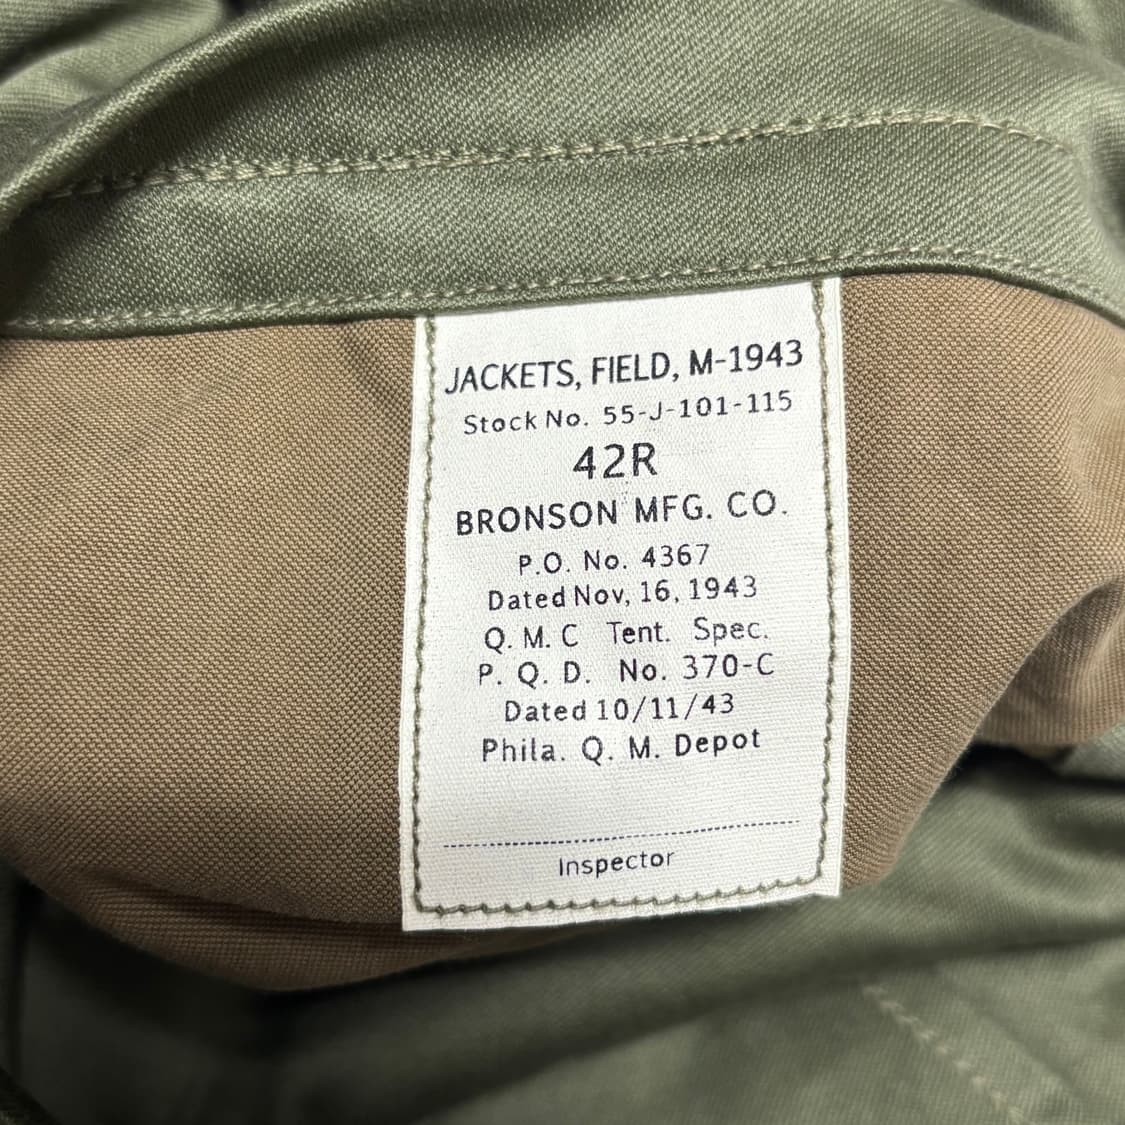 JACKETS, FIELD, M-1943
Stock No. 55-J-101-115
42R
BRONSON MFG. CO.
P.O. No. 4367
Dated Nov, 16, 1943
Q. M. C Tent. Spec.
P. Q. D. No. 370-C
Dated 10/11/43
Phila. Q. M. Depot
Inspector